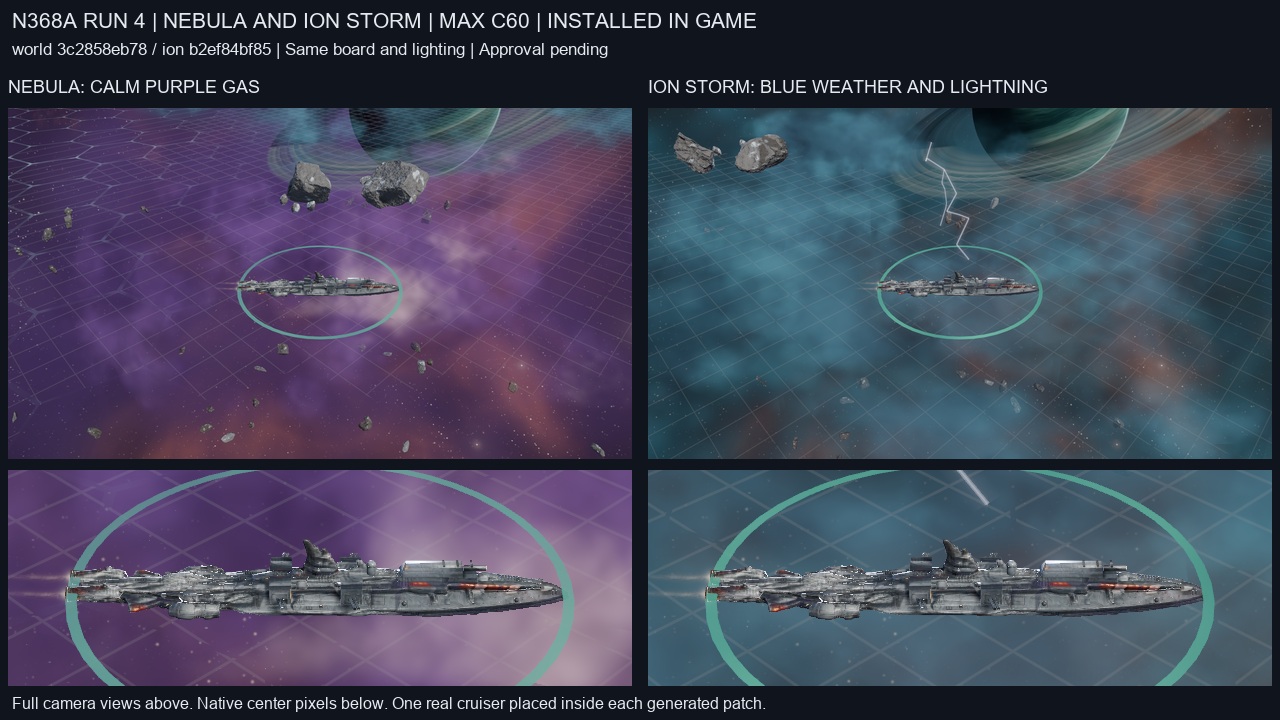 N368A RUN 4 | NEBULA AND ION STORM | MAX C60 | INSTALLED IN GAME
world 3c2858eb78 / ion b2ef84bf85 | Same board and lighting | Approval pending
NEBULA: CALM PURPLE GAS
ION STORM: BLUE WEATHER AND LIGHTNING
Full camera views above. Native center pixels below. One real cruiser placed inside each generated patch.